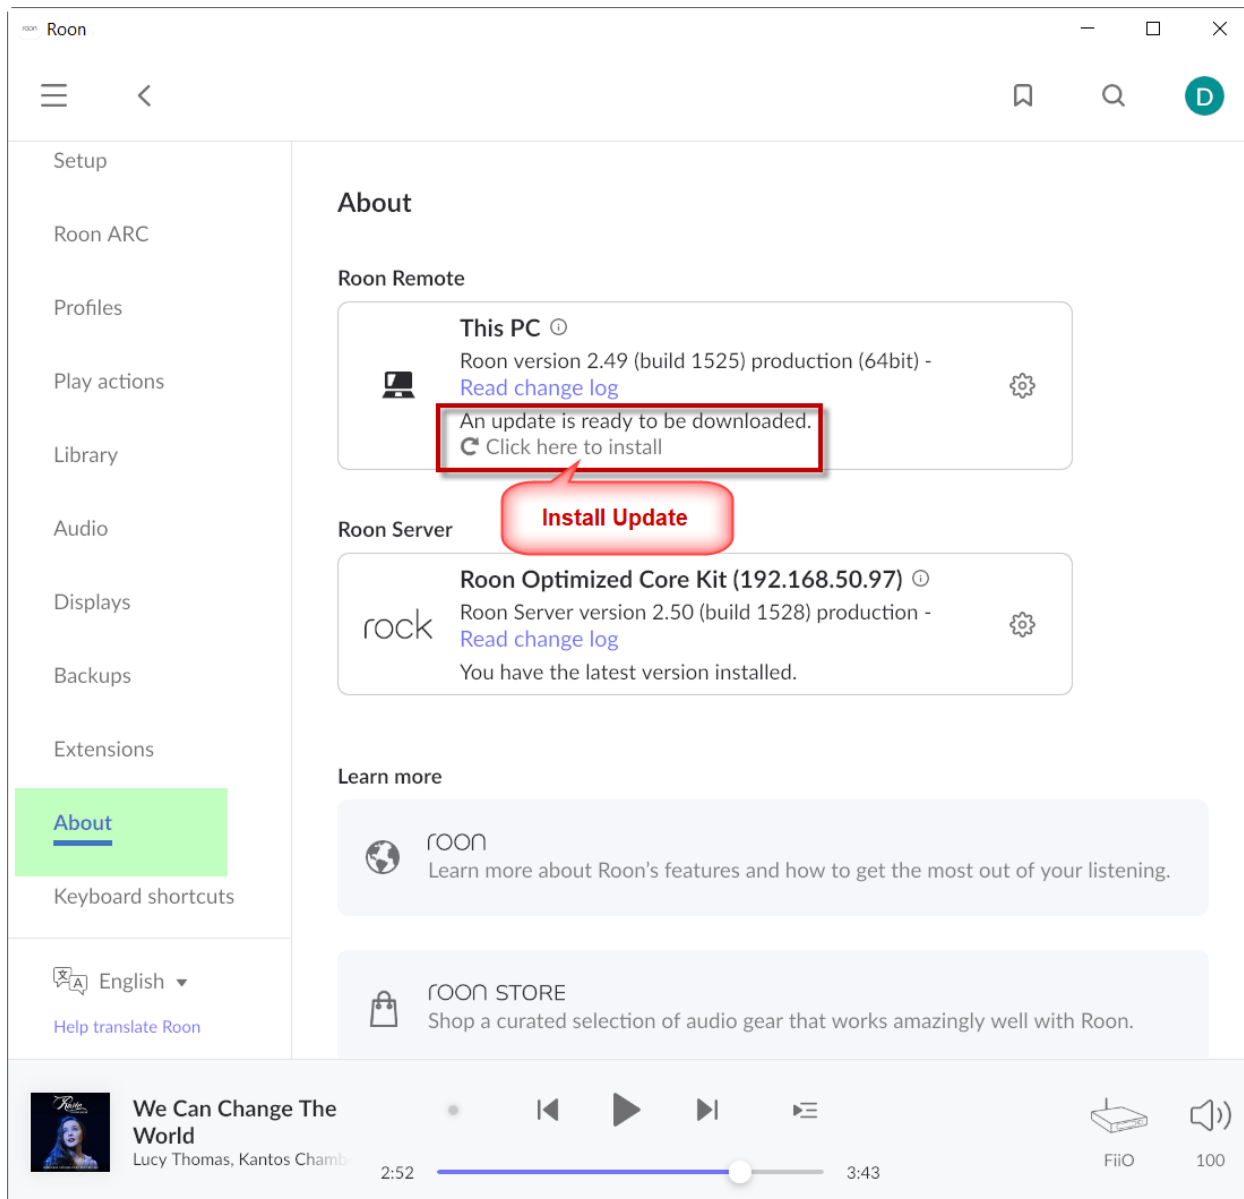 roon Roon
D
Setup
Roon ARC
Profiles
Play actions
Library
Audio
Displays
Backups
Extensions
About
Keyboard shortcuts
English
Help translate Roon
About
Roon Remote
This PC
Roon version 2.49 (build 1525) production (64bit) -
Read change log
An update is ready to be downloaded.
Click here to install
Install Update
Roon Server
rock
Roon Optimized Core Kit (192.168.50.97)
Roon Server version 2.50 (build 1528) production -
Read change log
You have the latest version installed.
Learn more
roon
Learn more about Roon's features and how to get the most out of your listening.
roon STORE
Shop a curated selection of audio gear that works amazingly well with Roon.
We Can Change The
World
Lucy Thomas, Kantos Chamb
2:52
3:43
FiiO
100